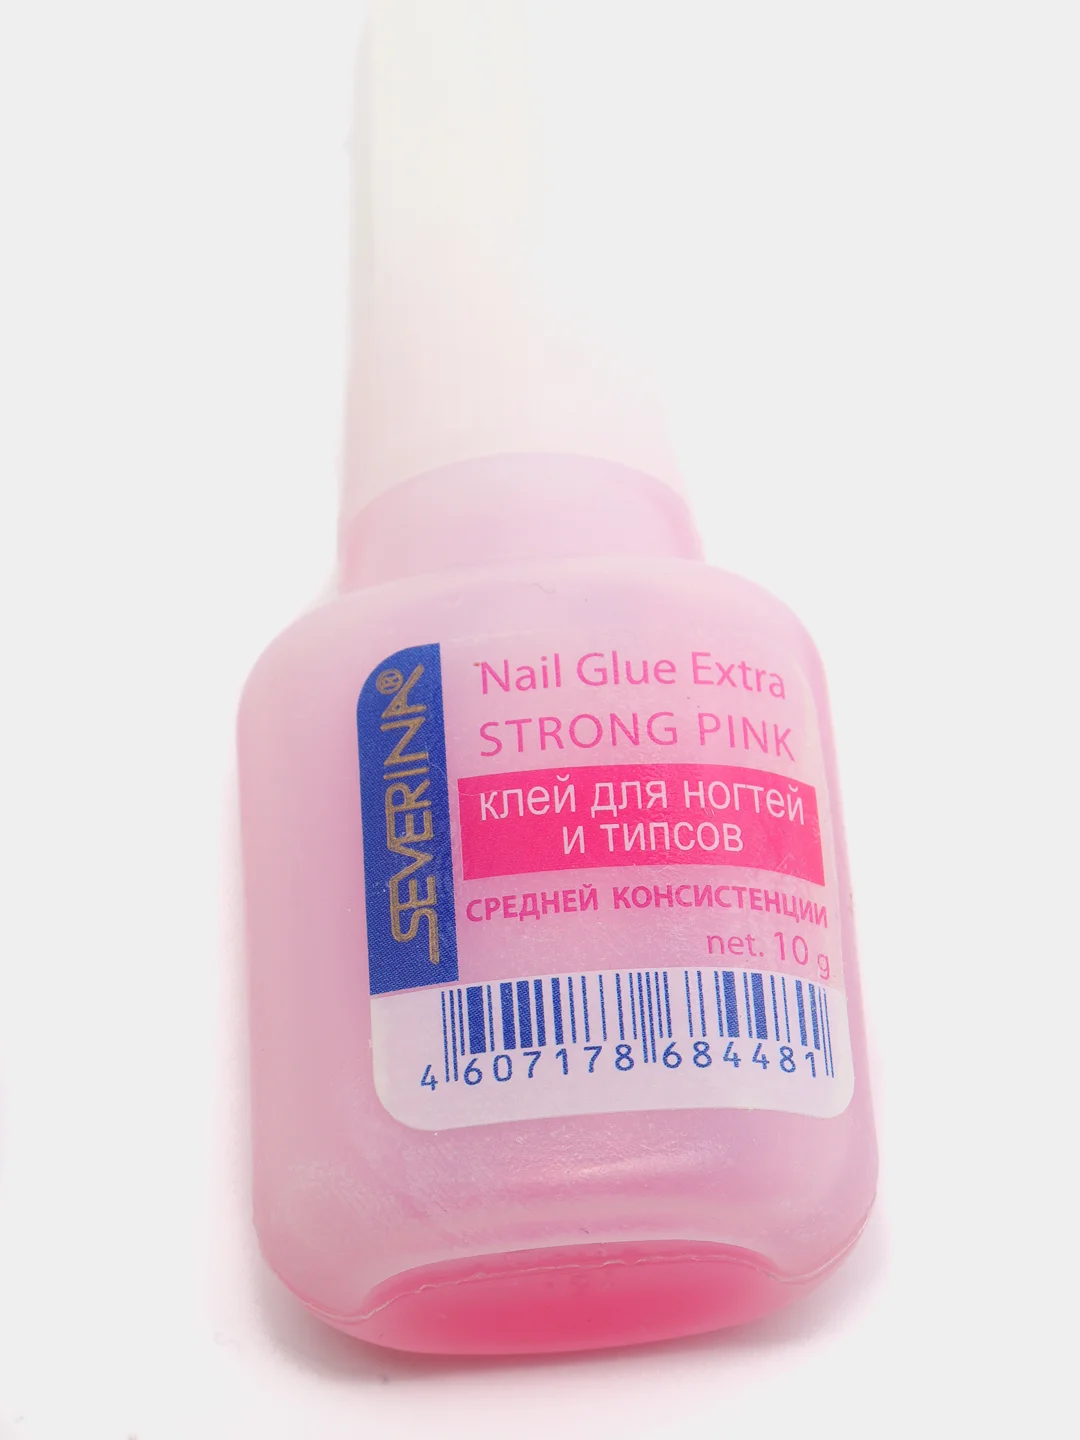 SEVERINA®
Nail Glue Extra
STRONG PINK
клей для ногтей
и типсов
СРЕДНЕЙ КОНСИСТЕНЦИИ
net. 10 g
4 607178 684481